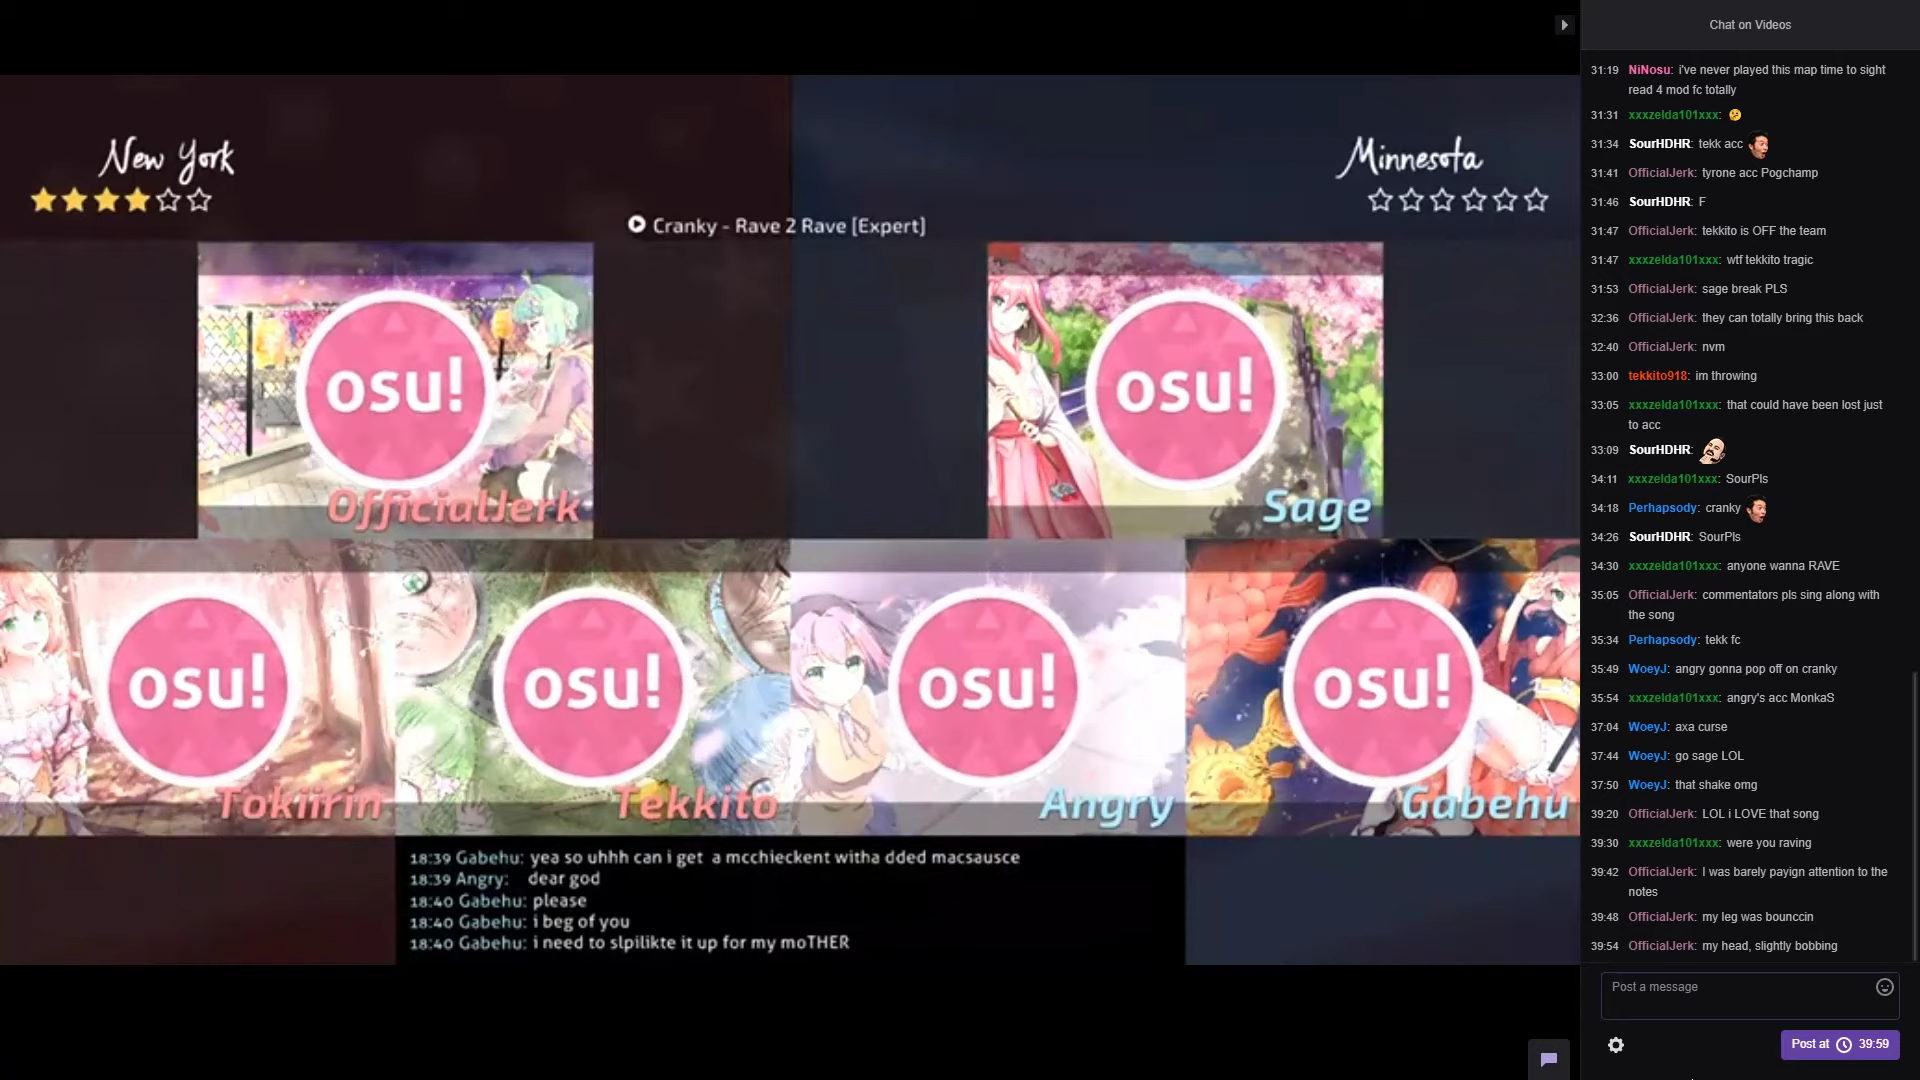 New York
Minnesota
Cranky - Rave 2 Rave [Expert]
osu!
OfficialJerk
osu!
Sage
osu!
Tokiirin
osu!
Tekkito
osu!
Angry
osu!
Gabehu
18:39 Gabehu: yea so uhhh can i get a mcchieckent witha dded macsausce
18:39 Angry: dear god
18:40 Gabehu: please
18:40 Gabehu: i beg of you
18:40 Gabehu: i need to slpilikte it up for my moTHER
Chat on Videos
31:19 NiNosu: i've never played this map time to sight
read 4 mod fc totally
31:31 xxxzelda101xxx: 🤔
31:34 SourHDHR: tekk acc
31:41 OfficialJerk: tyrone acc Pogchamp
31:46 SourHDHR: F
31:47 OfficialJerk: tekkito is OFF the team
31:47 xxxzelda101xxx: wtf tekkito tragic
31:53 OfficialJerk: sage break PLS
32:36 OfficialJerk: they can totally bring this back
32:40 OfficialJerk: nvm
33:00 tekkito918: im throwing
33:05 xxxzelda101xxx: that could have been lost just
to acc
33:09 SourHDHR:
34:11 xxxzelda101xxx: SourPls
34:18 Perhapsody: cranky
34:26 SourHDHR: SourPls
34:30 xxxzelda101xxx: anyone wanna RAVE
35:05 OfficialJerk: commentators pls sing along with
the song
35:34 Perhapsody: tekk fc
35:49 WoeyJ: angry gonna pop off on cranky
35:54 xxxzelda101xxx: angry's acc MonkaS
37:04 WoeyJ: axa curse
37:44 WoeyJ: go sage LOL
37:50 WoeyJ: that shake omg
39:20 OfficialJerk: LOL i LOVE that song
39:30 xxxzelda101xxx: were you raving
39:42 OfficialJerk: I was barely payign attention to the
notes
39:48 OfficialJerk: my leg was bounccin
39:54 OfficialJerk: my head, slightly bobbing
Post a message
Post at 39:59